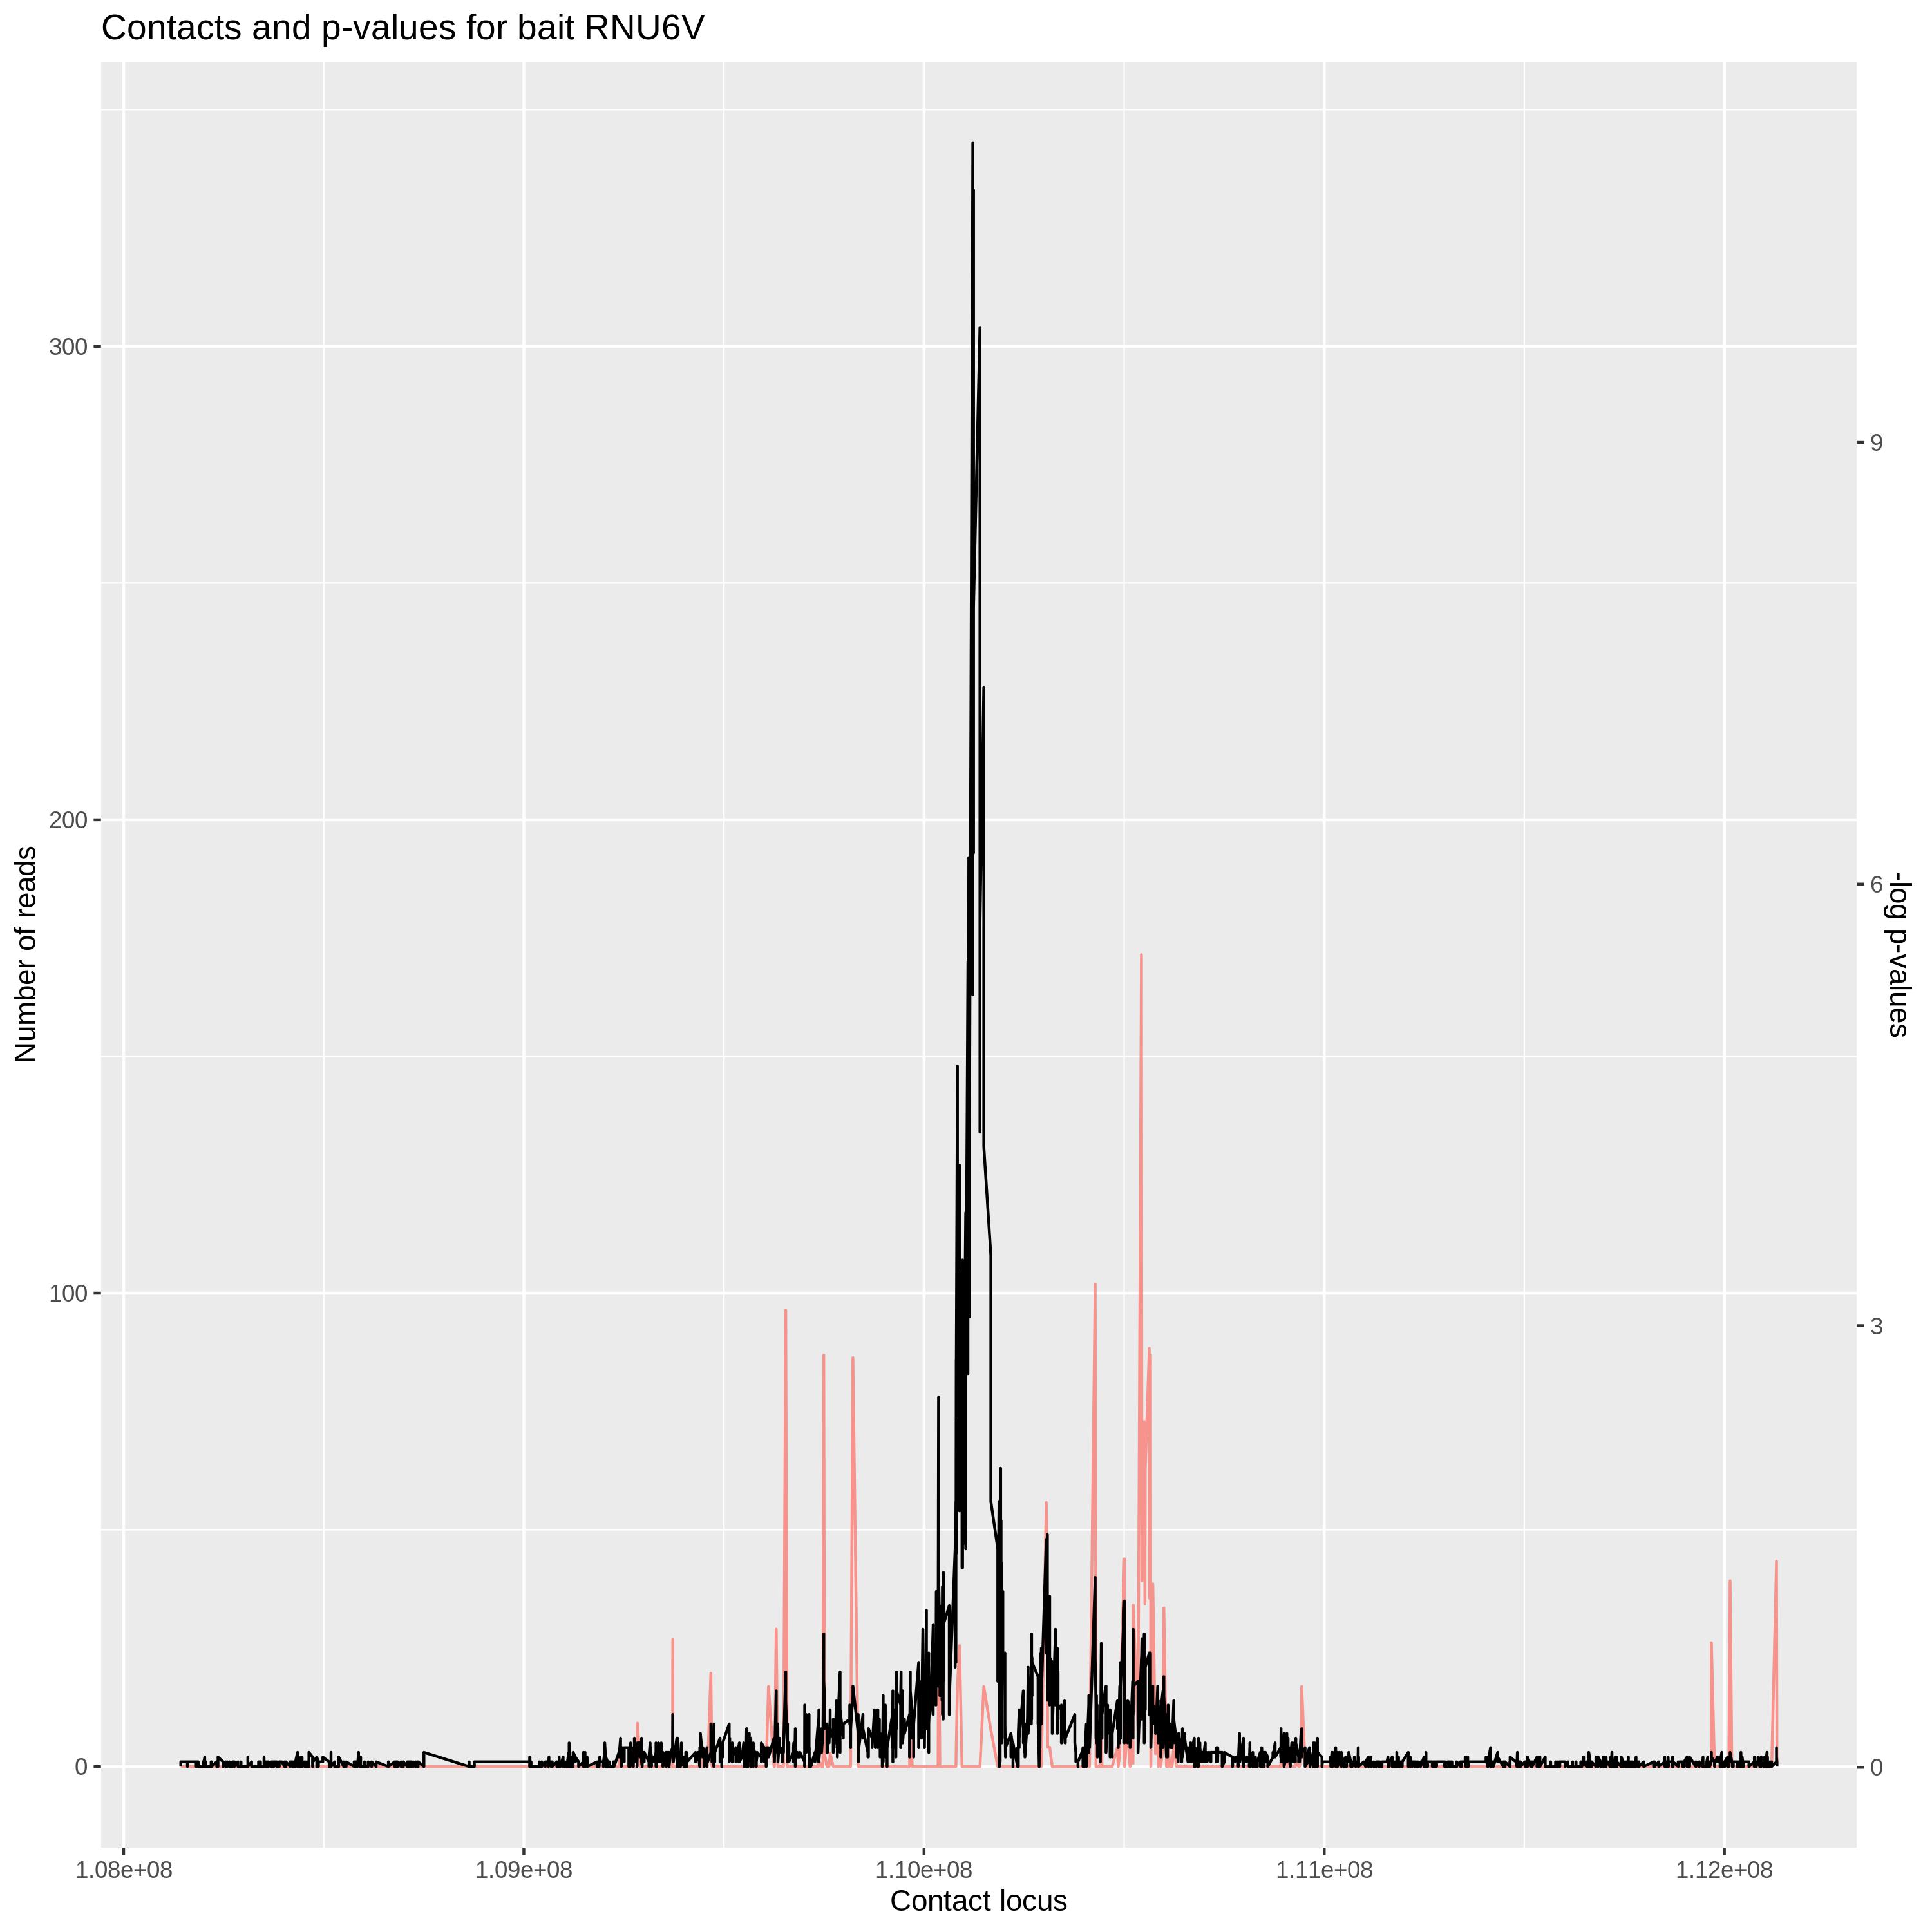 Contacts and p-values for bait RNU6V
300
200
100
0
Number of reads
9
6
3
0
-log p-values
1.08e+08 1.09e+08 1.10e+08 1.11e+08 1.12e+08
Contact locus